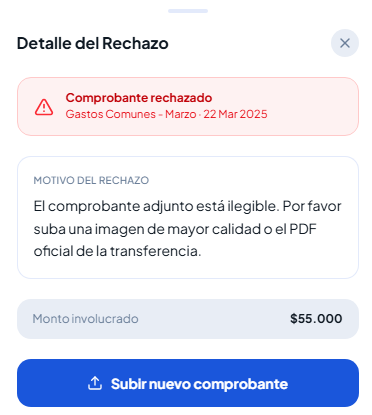 Detalle del Rechazo
Comprobante rechazado
Gastos Comunes - Marzo · 22 Mar 2025
MOTIVO DEL RECHAZO
El comprobante adjunto está ilegible. Por favor
suba una imagen de mayor calidad o el PDF
oficial de la transferencia.
Monto involucrado $55.000
Subir nuevo comprobante